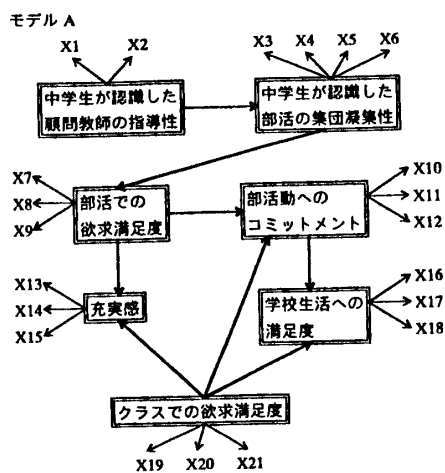 モデル A
X1 X2
X3 X4 X5 X6
中学生が認識した
顧問教師の指導性
中学生が認識した
部活の集団凝集性
X7
X8
X9
部活での
欲求満足度
部活動への
コミットメント
X10
X11
X12
X13
X14
X15
充実感
学校生活への
満足度
X16
X17
X18
クラスでの欲求満足度
X19 X20 X21